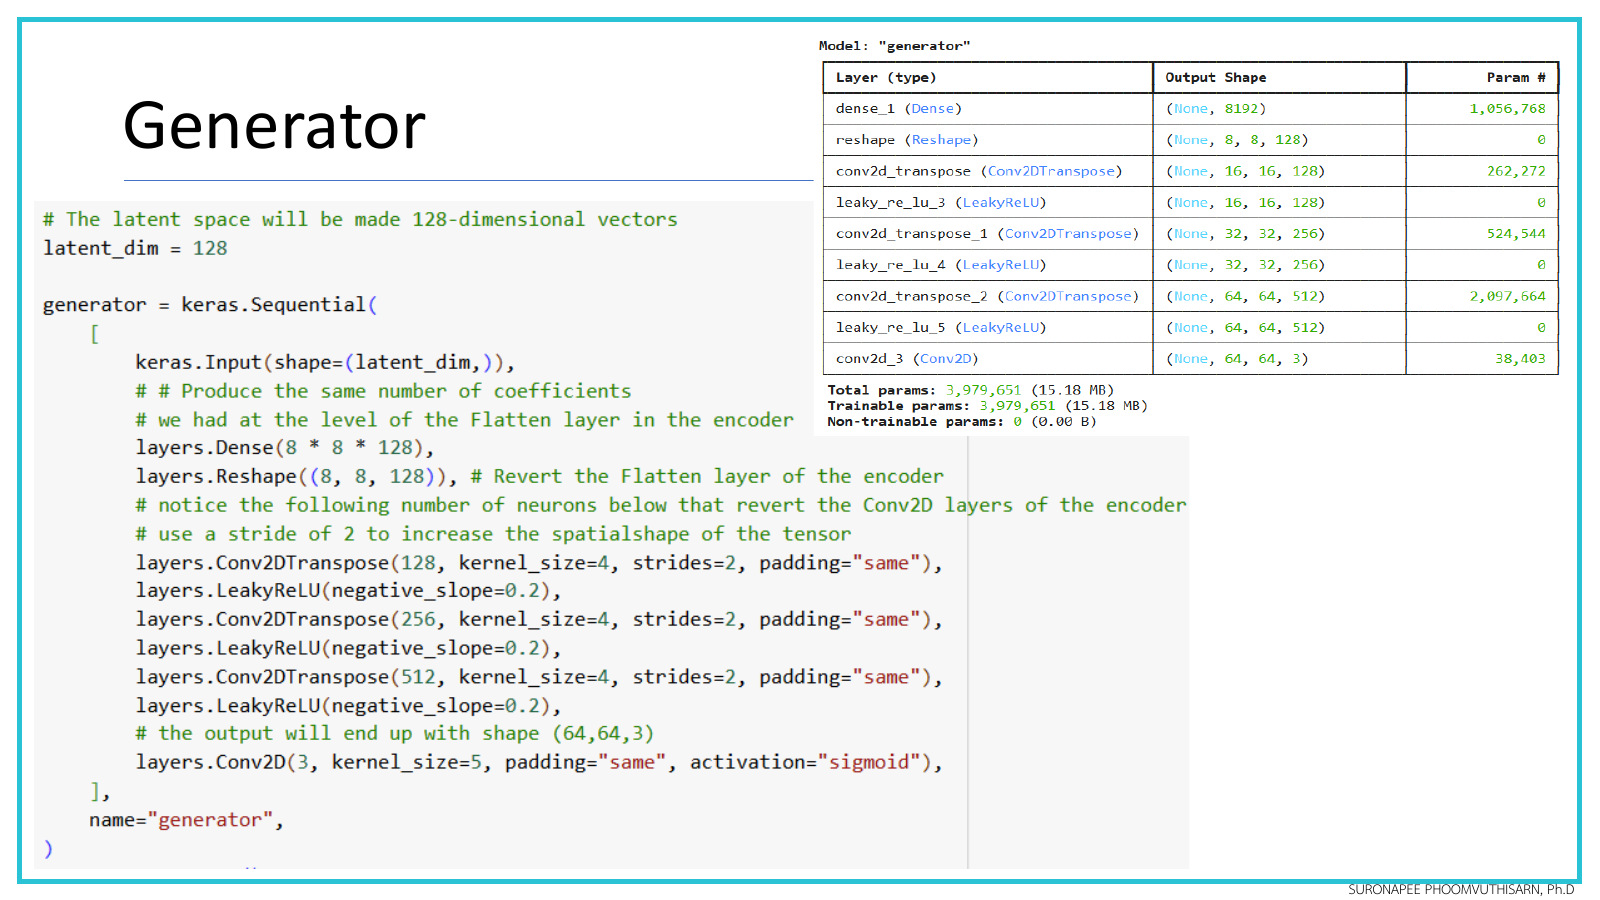 Generator
# The latent space will be made 128-dimensional vectors
latent_dim = 128
generator = keras.Sequential(
[
keras.Input(shape=(latent_dim,)),
# # Produce the same number of coefficients
# we had at the level of the Flatten layer in the encoder
layers.Dense(8 * 8 * 128),
layers.Reshape((8, 8, 128)), # Revert the Flatten layer of the encoder
# notice the following number of neurons below that revert the Conv2D layers of the encoder
# use a stride of 2 to increase the spatialshape of the tensor
layers.Conv2DTranspose(128, kernel_size=4, strides=2, padding="same"),
layers.LeakyReLU(negative_slope=0.2),
layers.Conv2DTranspose(256, kernel_size=4, strides=2, padding="same"),
layers.LeakyReLU(negative_slope=0.2),
layers.Conv2DTranspose(512, kernel_size=4, strides=2, padding="same"),
layers.LeakyReLU(negative_slope=0.2),
# the output will end up with shape (64,64,3)
layers.Conv2D(3, kernel_size=5, padding="same", activation="sigmoid"),
],
name="generator",
)
Model: "generator"
Layer (type) Output Shape Param #
dense_1 (Dense) (None, 8192) 1,056,768
reshape (Reshape) (None, 8, 8, 128) 0
conv2d_transpose (Conv2DTranspose) (None, 16, 16, 128) 262,272
leaky_re_lu_3 (LeakyReLU) (None, 16, 16, 128) 0
conv2d_transpose_1 (Conv2DTranspose) (None, 32, 32, 256) 524,544
leaky_re_lu_4 (LeakyReLU) (None, 32, 32, 256) 0
conv2d_transpose_2 (Conv2DTranspose) (None, 64, 64, 512) 2,097,664
leaky_re_lu_5 (LeakyReLU) (None, 64, 64, 512) 0
conv2d_3 (Conv2D) (None, 64, 64, 3) 38,403
Total params: 3,979,651 (15.18 MB)
Trainable params: 3,979,651 (15.18 MB)
Non-trainable params: 0 (0.00 B)
SURONAPEE PHOOMVUTHISARN, Ph.D